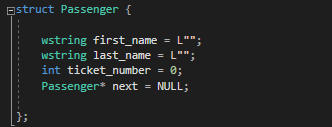 struct Passenger {
wstring first_name = L"";
wstring last_name = L"";
int ticket_number = 0;
Passenger* next = NULL;
};